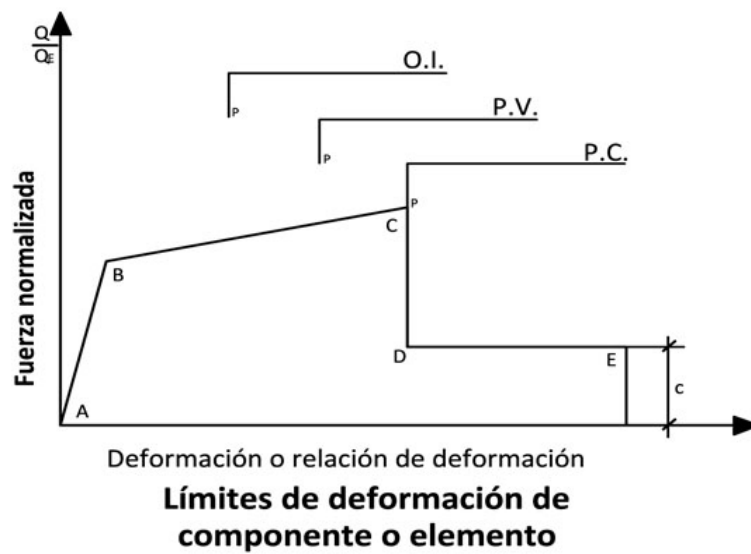 Q
QE
O.I.
P
P.V.
P
P.C.
P
C
B
Fuerza normalizada
D
E
c
A
Deformación o relación de deformación
Límites de deformación de
componente o elemento